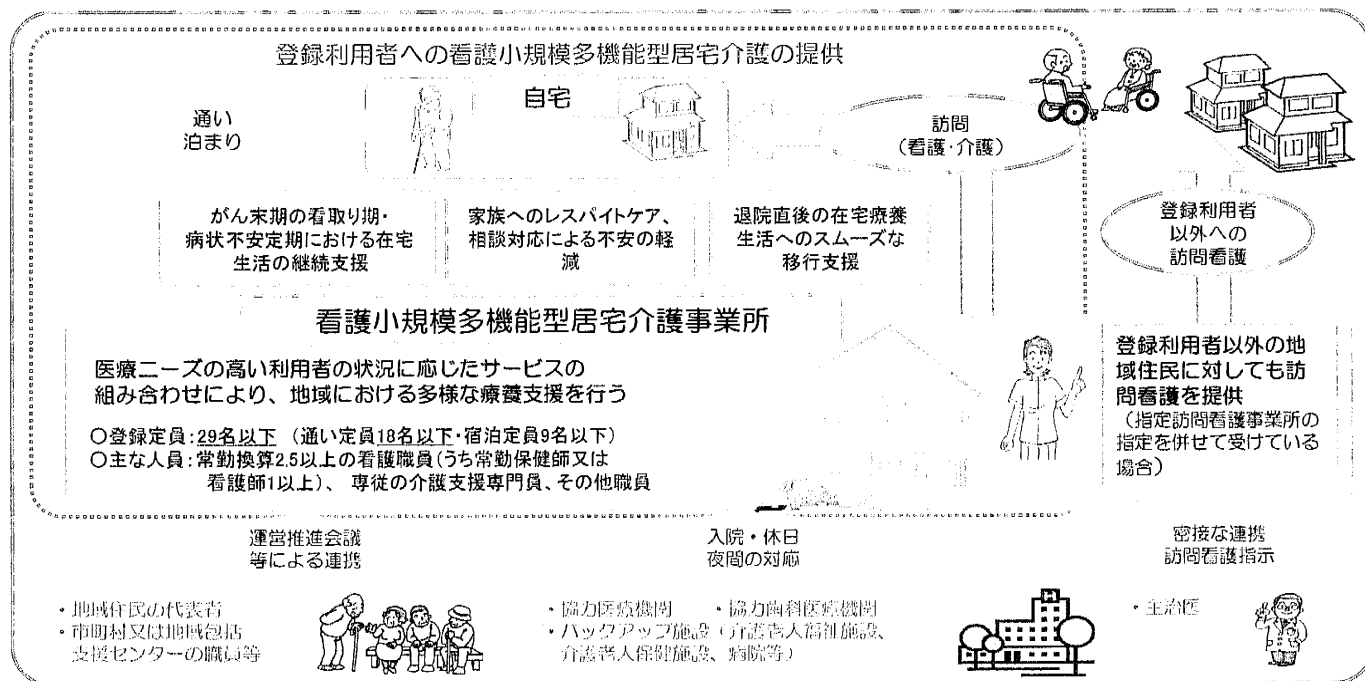 登録利用者への看護小規模多機能型居宅介護の提供
通い
泊まり
自宅
訪問
（看護・介護）
がん末期の看取り期・
病状不安定期における在宅
生活の継続支援
家族へのレスパイトケア、
相談対応による不安の軽
減
退院直後の在宅療養
生活へのスムーズな
移行支援
登録利用者
以外への
訪問看護
看護小規模多機能型居宅介護事業所
医療ニーズの高い利用者の状況に応じたサービスの
組み合わせにより、地域における多様な療養支援を行う
○登録定員：29名以下 （通い定員18名以下・宿泊定員9名以下）
○主な人員：常勤換算2.5以上の看護職員（うち常勤保健師又は
看護師1以上）、 専従の介護支援専門員、その他職員
登録利用者以外の地
域住民に対しても訪
問看護を提供
（指定訪問看護事業所の
指定を併せて受けている
場合）
運営推進会議
等による連携
入院・休日
夜間の対応
密接な連携
訪問看護指示
・地域住民の代表者
・市町村又は地域包括
支援センターの職員等
・協力医療機関 ・協力歯科医療機関
・バックアップ施設（介護老人福祉施設、
介護老人保健施設、病院等）
・主治医